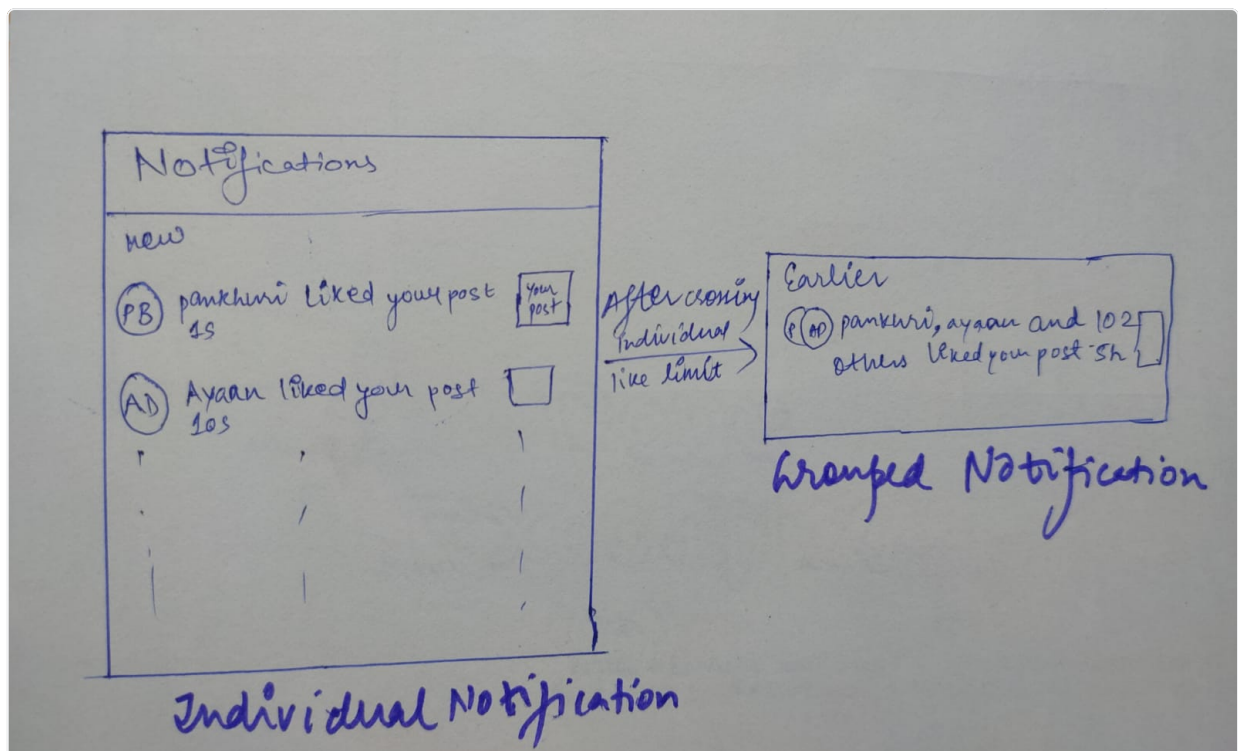 Notifications
new
PB pankhuri liked your post
1s
Your
post
AD Ayaan liked your post
10s
Individual Notification
After crossing
individual
like limit
Earlier
P AD pankuri, ayaan and 102
others liked your post 5h
Grouped Notification